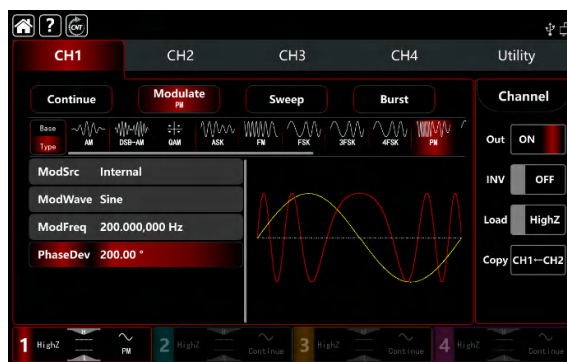 ? CNT
CH1 CH2 CH3 CH4 Utility
Continue Modulate PM Sweep Burst Channel
Base Type AM DSB-AM QAM ASK FM FSK 3FSK 4FSK PM
Out ON
ModSrc Internal
INV OFF
ModWave Sine
ModFreq 200.000,000 Hz
Load HighZ
PhaseDev 200.00 °
Copy CH1←CH2
1 HighZ PM 2 HighZ Continue 3 HighZ Continue 4 HighZ Continue